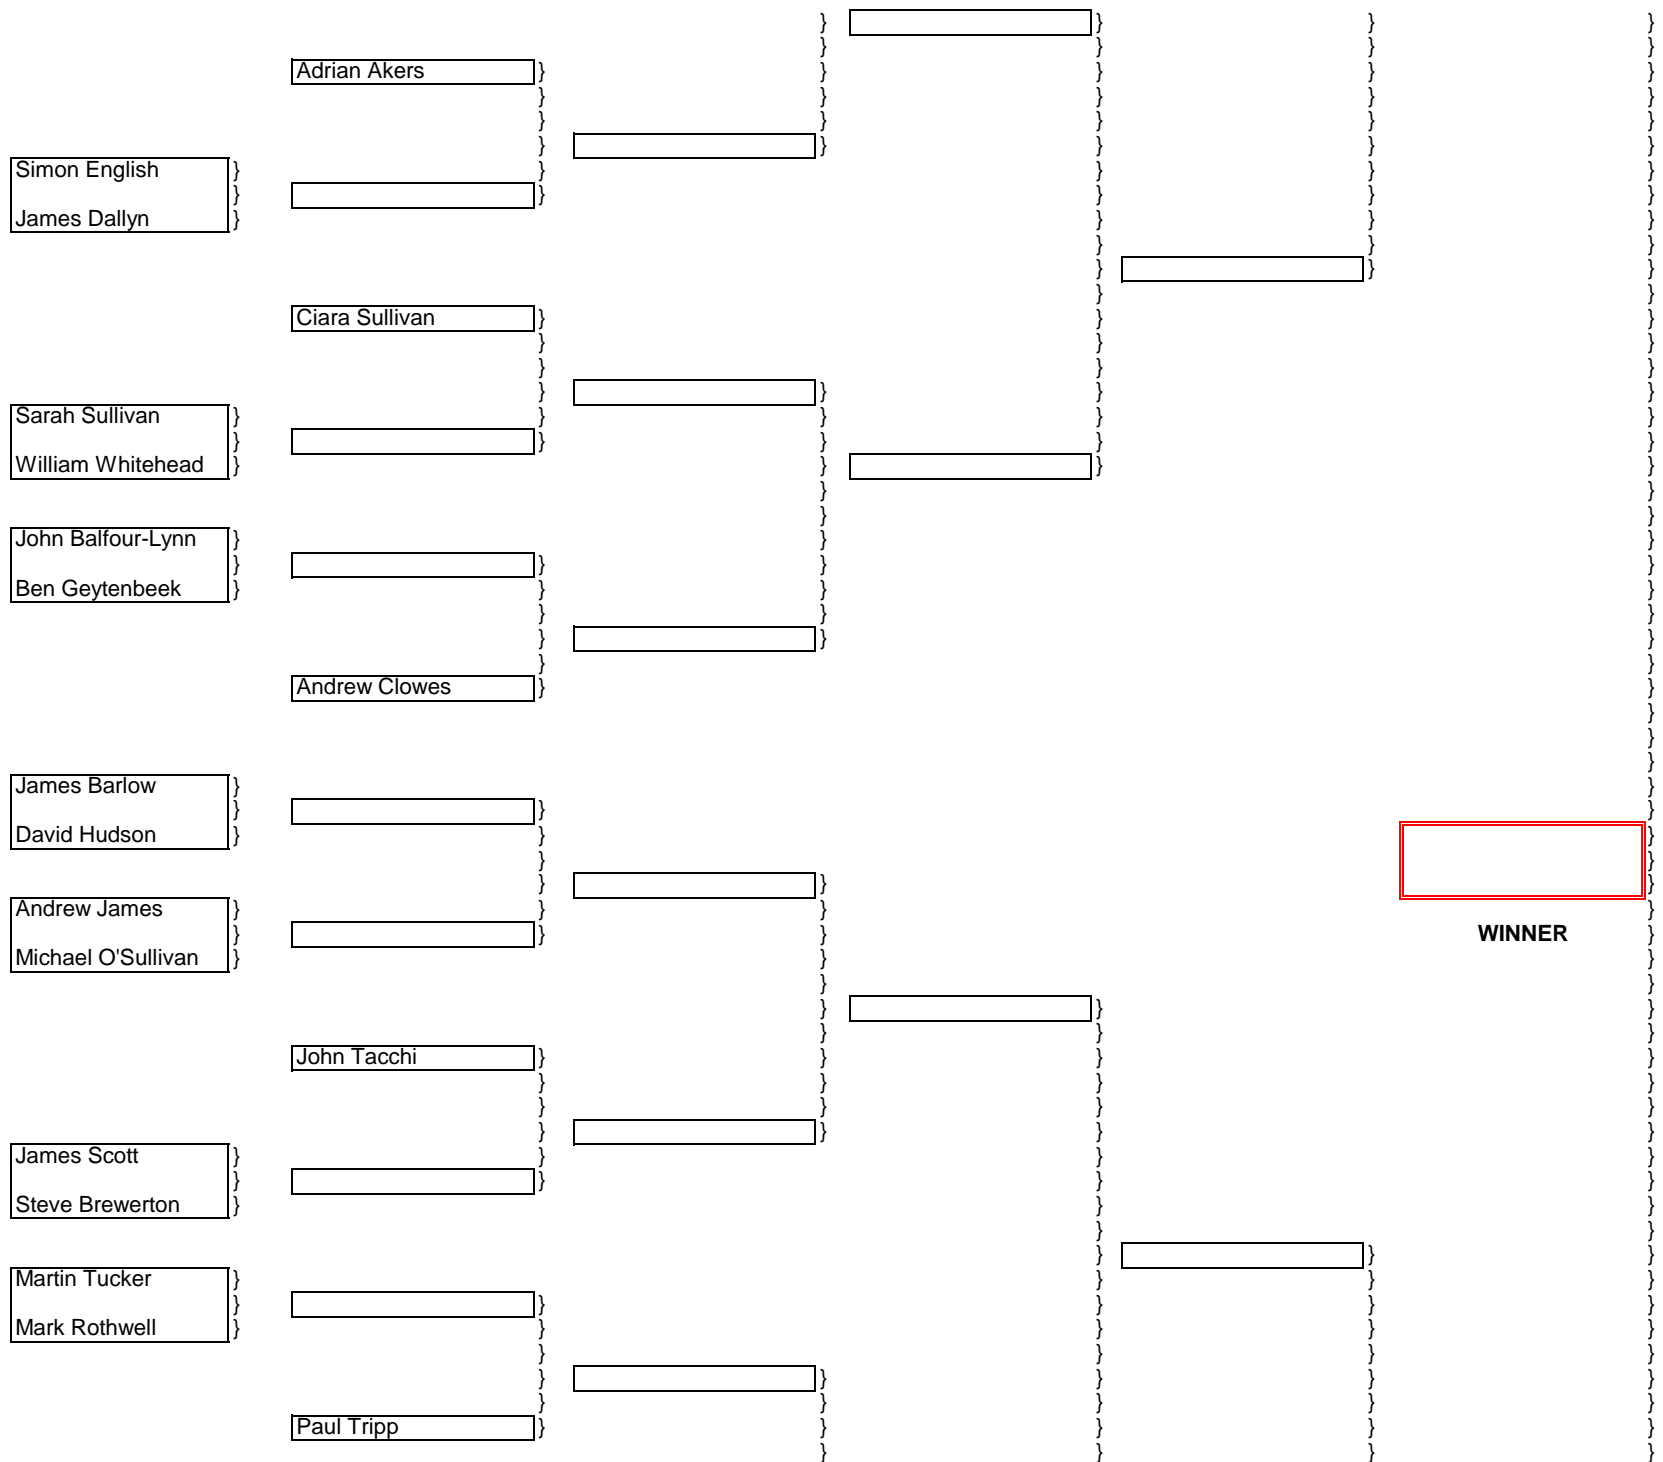 Adrian Akers
Simon English
James Dallyn
Ciara Sullivan
Sarah Sullivan
William Whitehead
John Balfour-Lynn
Ben Geytenbeek
Andrew Clowes
James Barlow
David Hudson
Andrew James
WINNER
Michael O'Sullivan
John Tacchi
James Scott
Steve Brewerton
Martin Tucker
Mark Rothwell
Paul Tripp